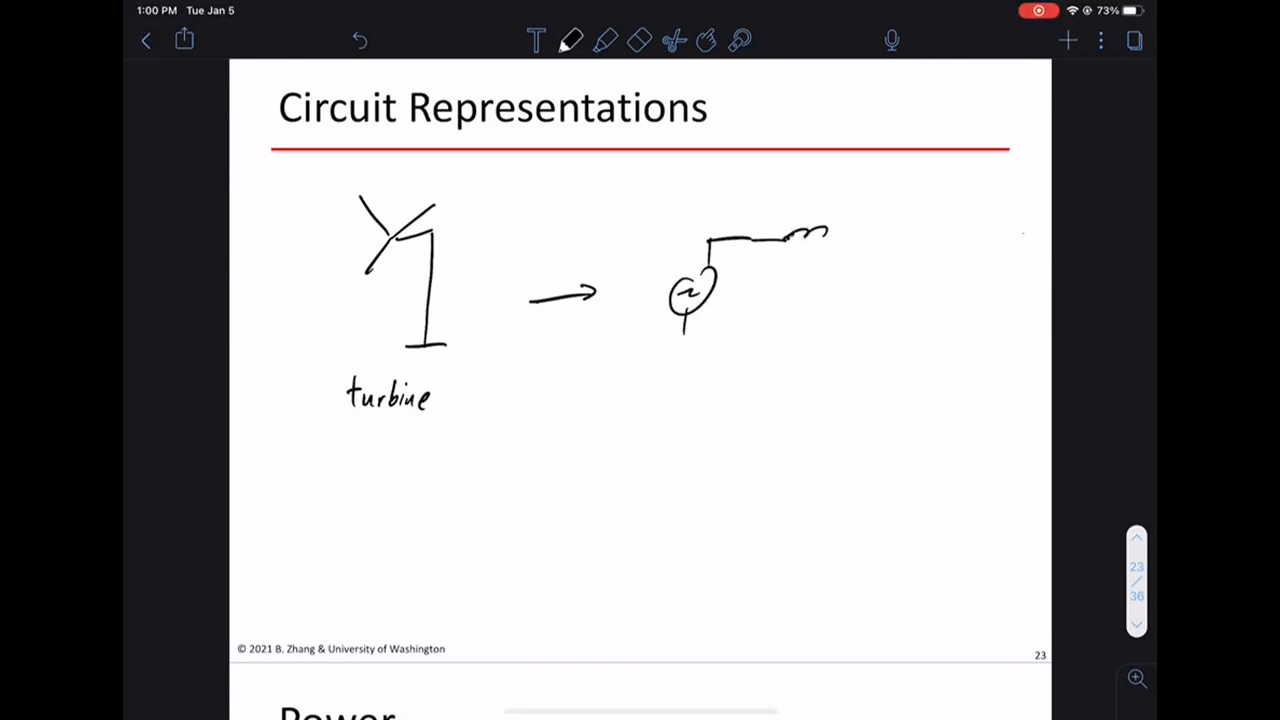 1:00 PM Tue Jan 5
73%
Circuit Representations
turbine
23
/
36
© 2021 B. Zhang & University of Washington
23
Power